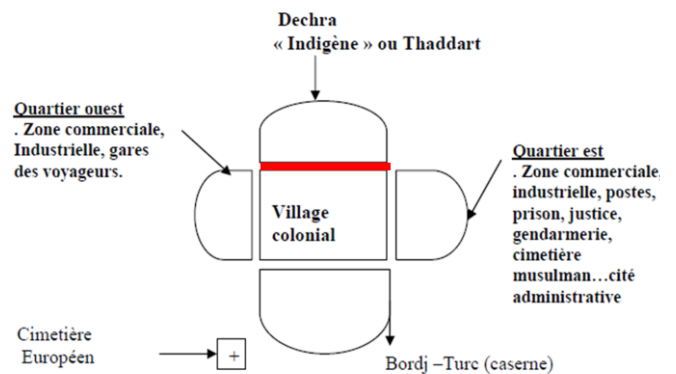 Dechra
« Indigène » ou Thaddart
Quartier ouest
. Zone commerciale,
Industrielle, gares
des voyageurs.
Quartier est
. Zone commerciale,
industrielle, postes,
prison, justice,
gendarmerie,
cimetière
musulman…cité
administrative
Village
colonial
Cimetière
Européen
+
Bordj –Turc (caserne)